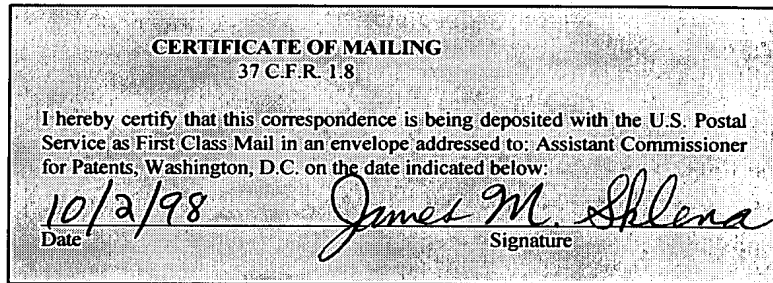 CERTIFICATE OF MAILING
37 C.F.R. 1.8
I hereby certify that this correspondence is being deposited with the U.S. Postal
Service as First Class Mail in an envelope addressed to: Assistant Commissioner
for Patents, Washington, D.C. on the date indicated below:
10/2/98 James M. Sklena
Date Signature